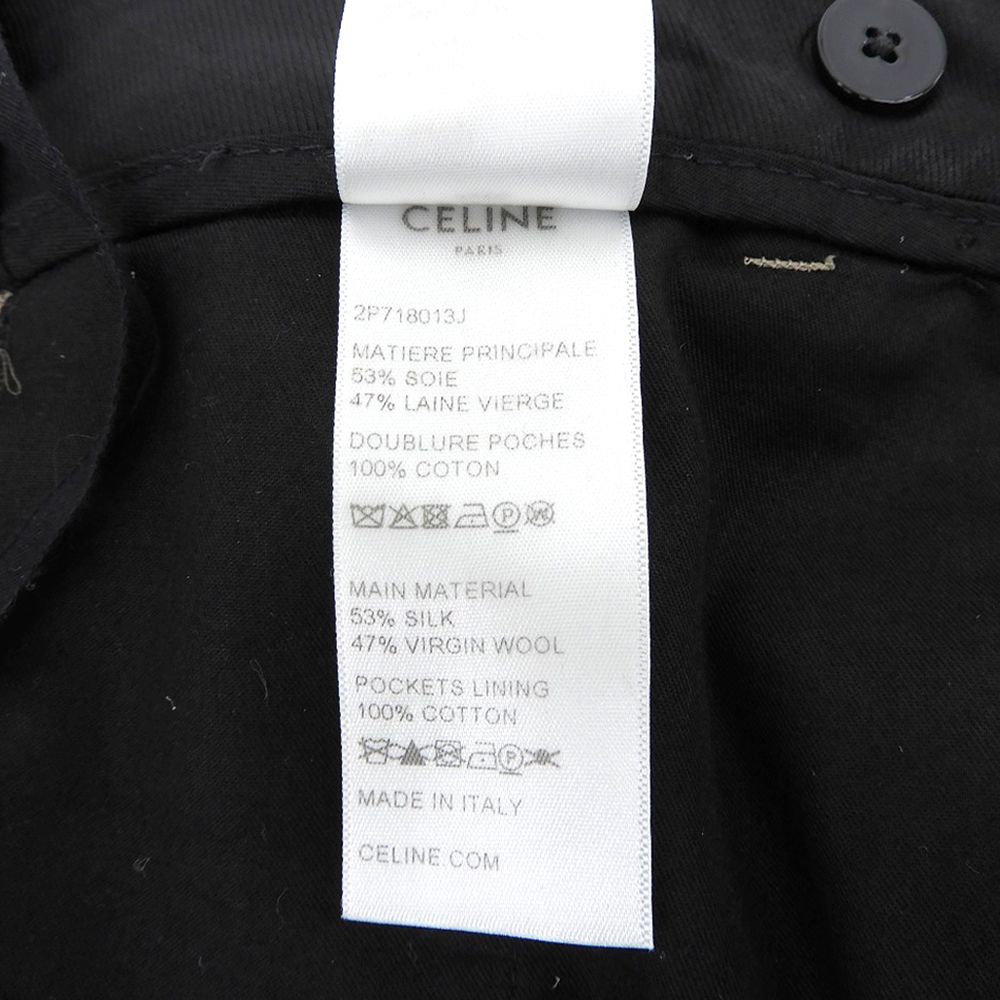 CELINE
PARIS
2P718013J
MATIERE PRINCIPALE
53% SOIE
47% LAINE VIERGE
DOUBLURE POCHES
100% COTON
MAIN MATERIAL
53% SILK
47% VIRGIN WOOL
POCKETS LINING
100% COTTON
MADE IN ITALY
CELINE.COM